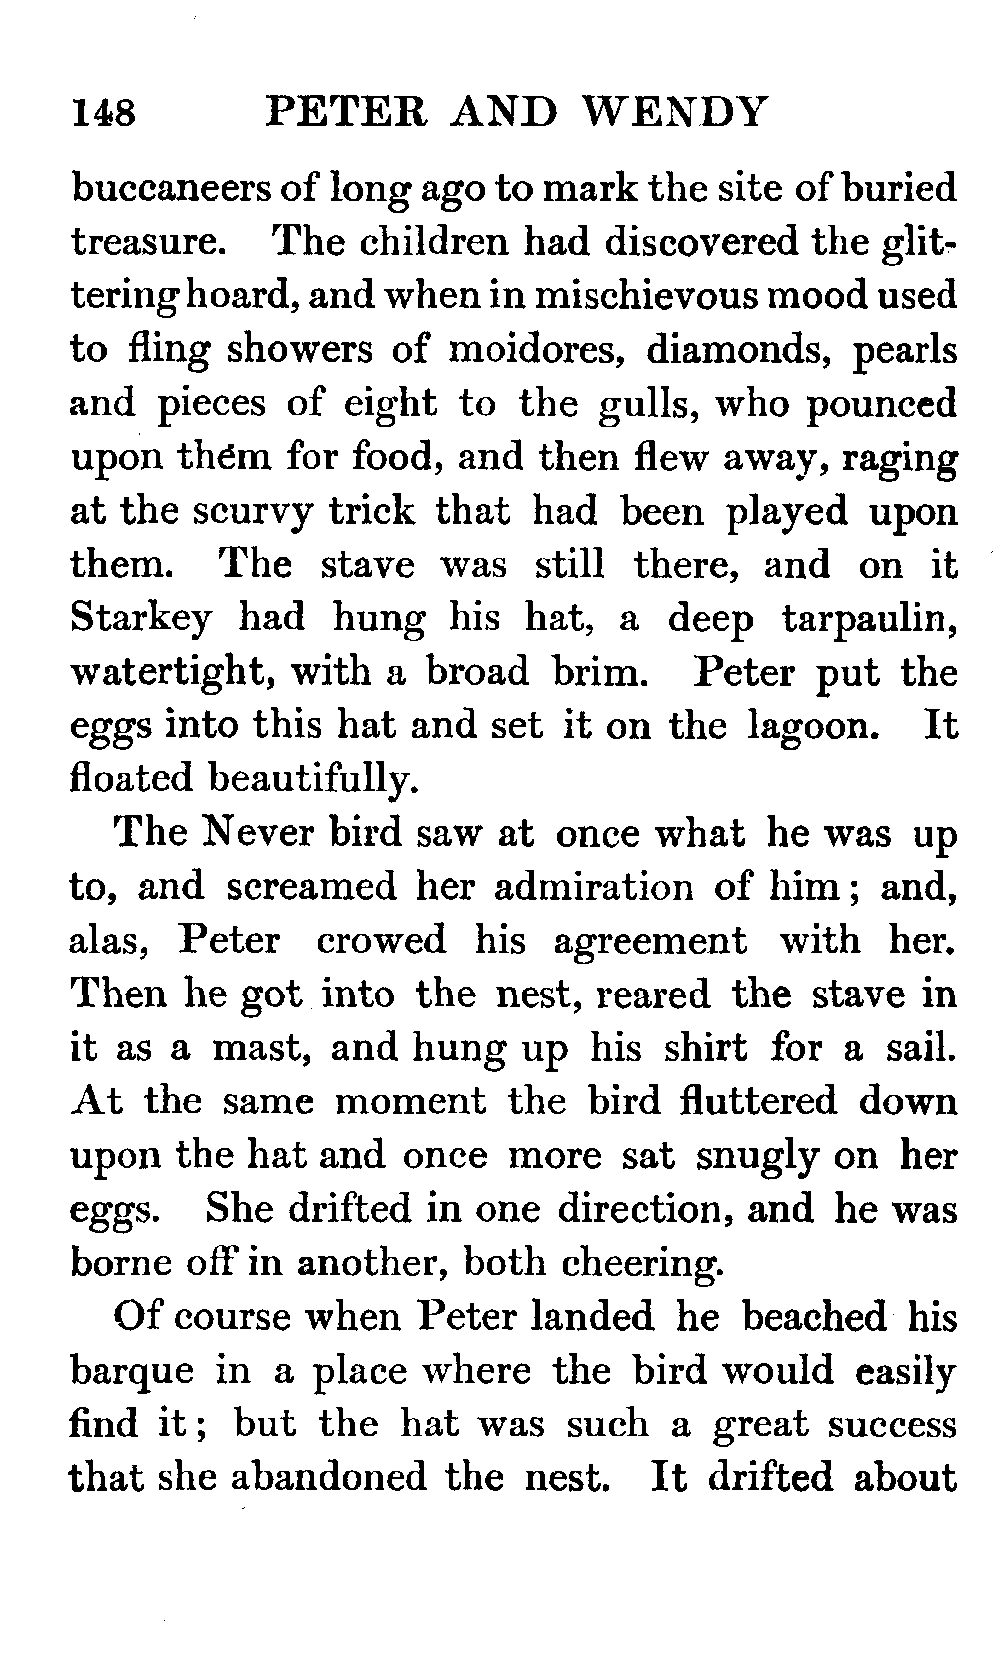 148 PETER AND WENDY
buccaneers of long ago to mark the site of buried
treasure. The children had discovered the glit-
tering hoard, and when in mischievous mood used
to fling showers of moidores, diamonds, pearls
and pieces of eight to the gulls, who pounced
upon them for food, and then flew away, raging
at the scurvy trick that had been played upon
them. The stave was still there, and on it
Starkey had hung his hat, a deep tarpaulin,
watertight, with a broad brim. Peter put the
eggs into this hat and set it on the lagoon. It
floated beautifully.
The Never bird saw at once what he was up
to, and screamed her admiration of him; and,
alas, Peter crowed his agreement with her.
Then he got into the nest, reared the stave in
it as a mast, and hung up his shirt for a sail.
At the same moment the bird fluttered down
upon the hat and once more sat snugly on her
eggs. She drifted in one direction, and he was
borne off in another, both cheering.
Of course when Peter landed he beached his
barque in a place where the bird would easily
find it; but the hat was such a great success
that she abandoned the nest. It drifted about